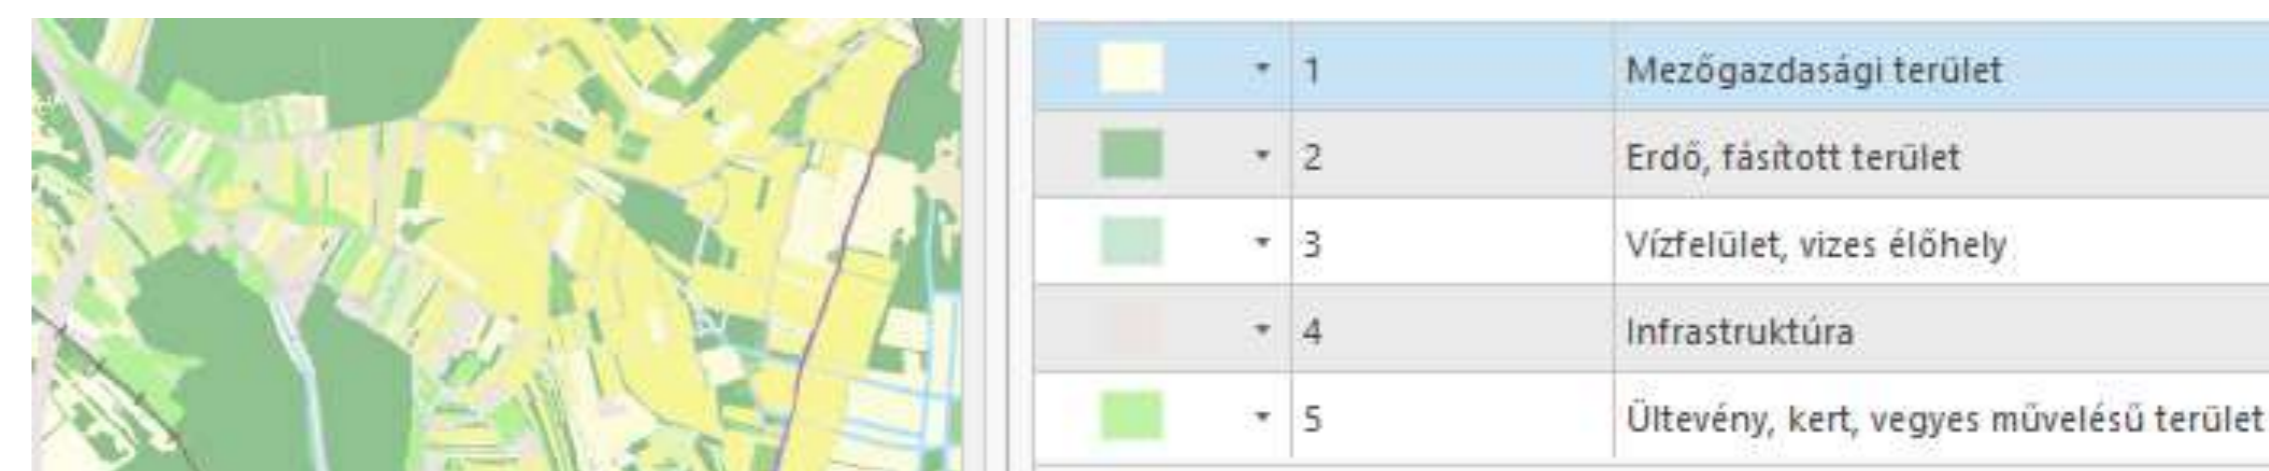 1 Mezőgazdasági terület
2 Erdő, fásított terület
3 Vízfelület, vizes élőhely
4 Infrastruktúra
5 Ültevény, kert, vegyes művelésű terület